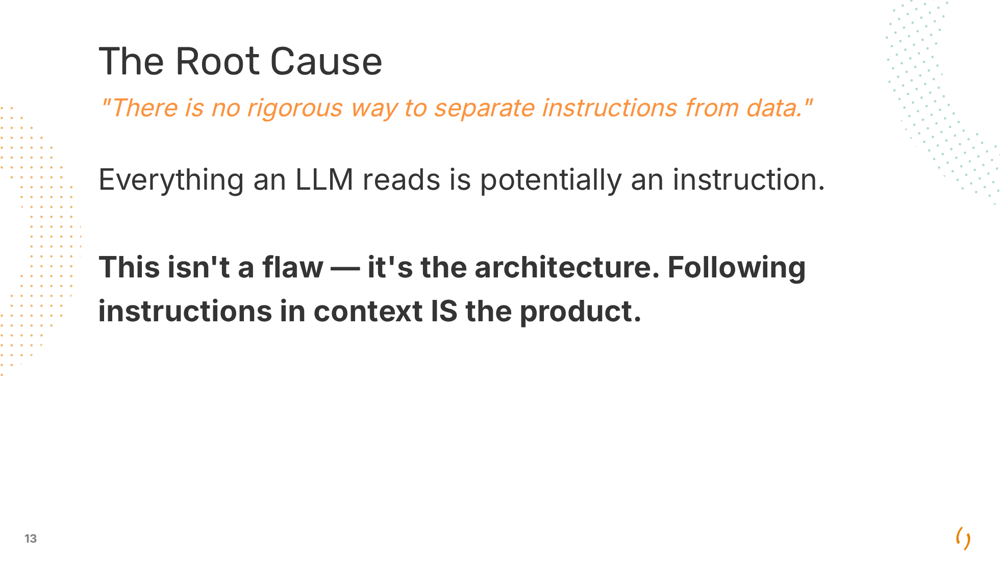 The Root Cause
"There is no rigorous way to separate instructions from data."
Everything an LLM reads is potentially an instruction.
This isn't a flaw — it's the architecture. Following
instructions in context IS the product.
13